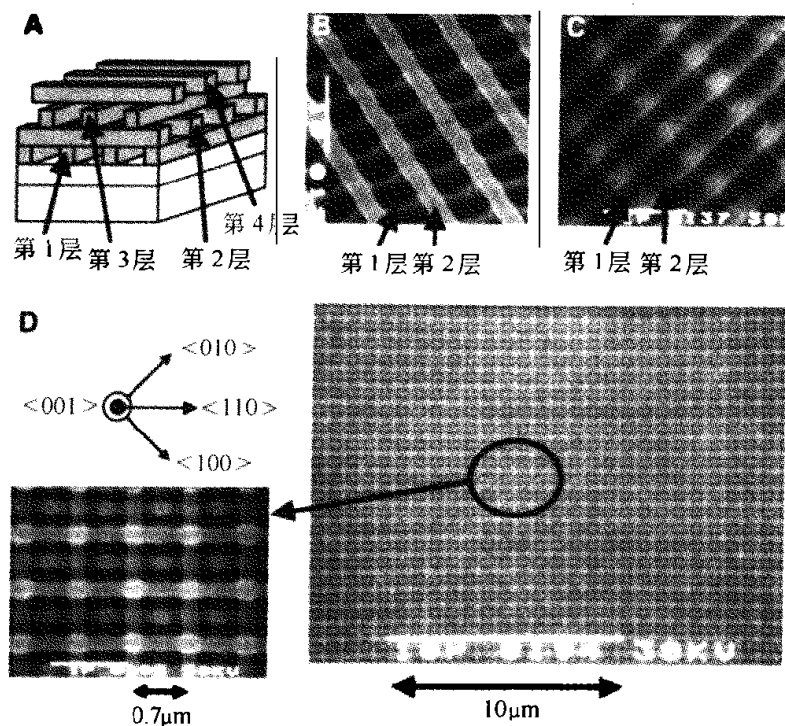 A
B
C
第4层
第1层
第3层
第2层
第1层 第2层
第1层 第2层
D
<010>
<001>
<110>
<100>
30KV
0.7μm
10μm